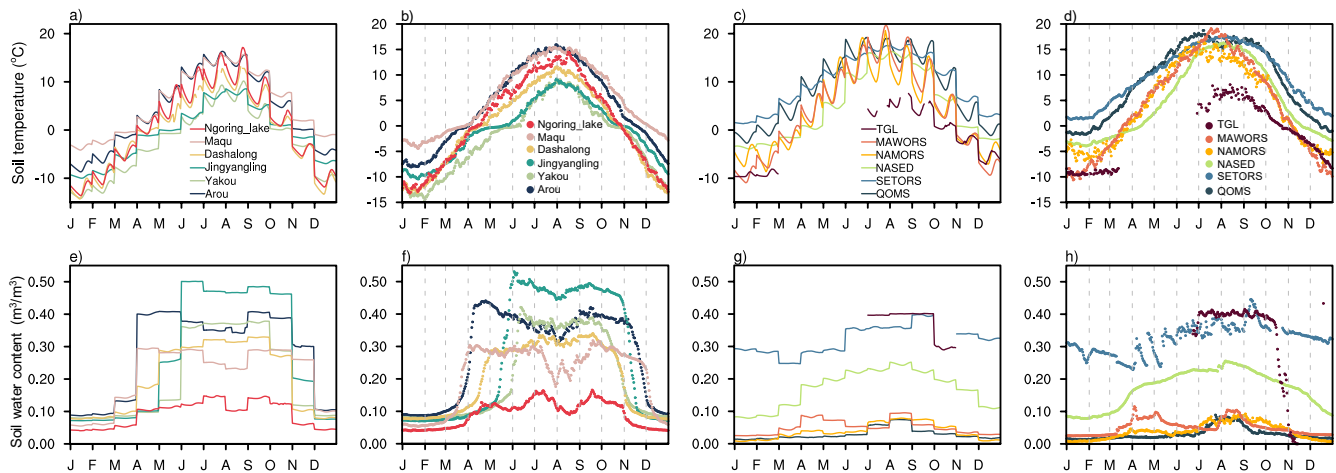 a)
b)
c)
d)
Soil temperature (°C)
20
10
0
-10
J F M A M J J A S O N D
Ngoring_lake
Maqu
Dashalong
Jingyangling
Yakou
Arou
20
15
10
5
0
-5
-10
-15
J F M A M J J A S O N D
Ngoring_lake
Maqu
Dashalong
Jingyangling
Yakou
Arou
20
10
0
-10
J F M A M J J A S O N D
TGL
MAWORS
NAMORS
NASED
SETORS
QOMS
20
15
10
5
0
-5
-10
-15
J F M A M J J A S O N D
TGL
MAWORS
NAMORS
NASED
SETORS
QOMS
e)
f)
g)
h)
Soil water content (m³/m³)
0.50
0.40
0.30
0.20
0.10
0.00
J F M A M J J A S O N D
0.50
0.40
0.30
0.20
0.10
0.00
J F M A M J J A S O N D
0.50
0.40
0.30
0.20
0.10
0.00
J F M A M J J A S O N D
0.50
0.40
0.30
0.20
0.10
0.00
J F M A M J J A S O N D